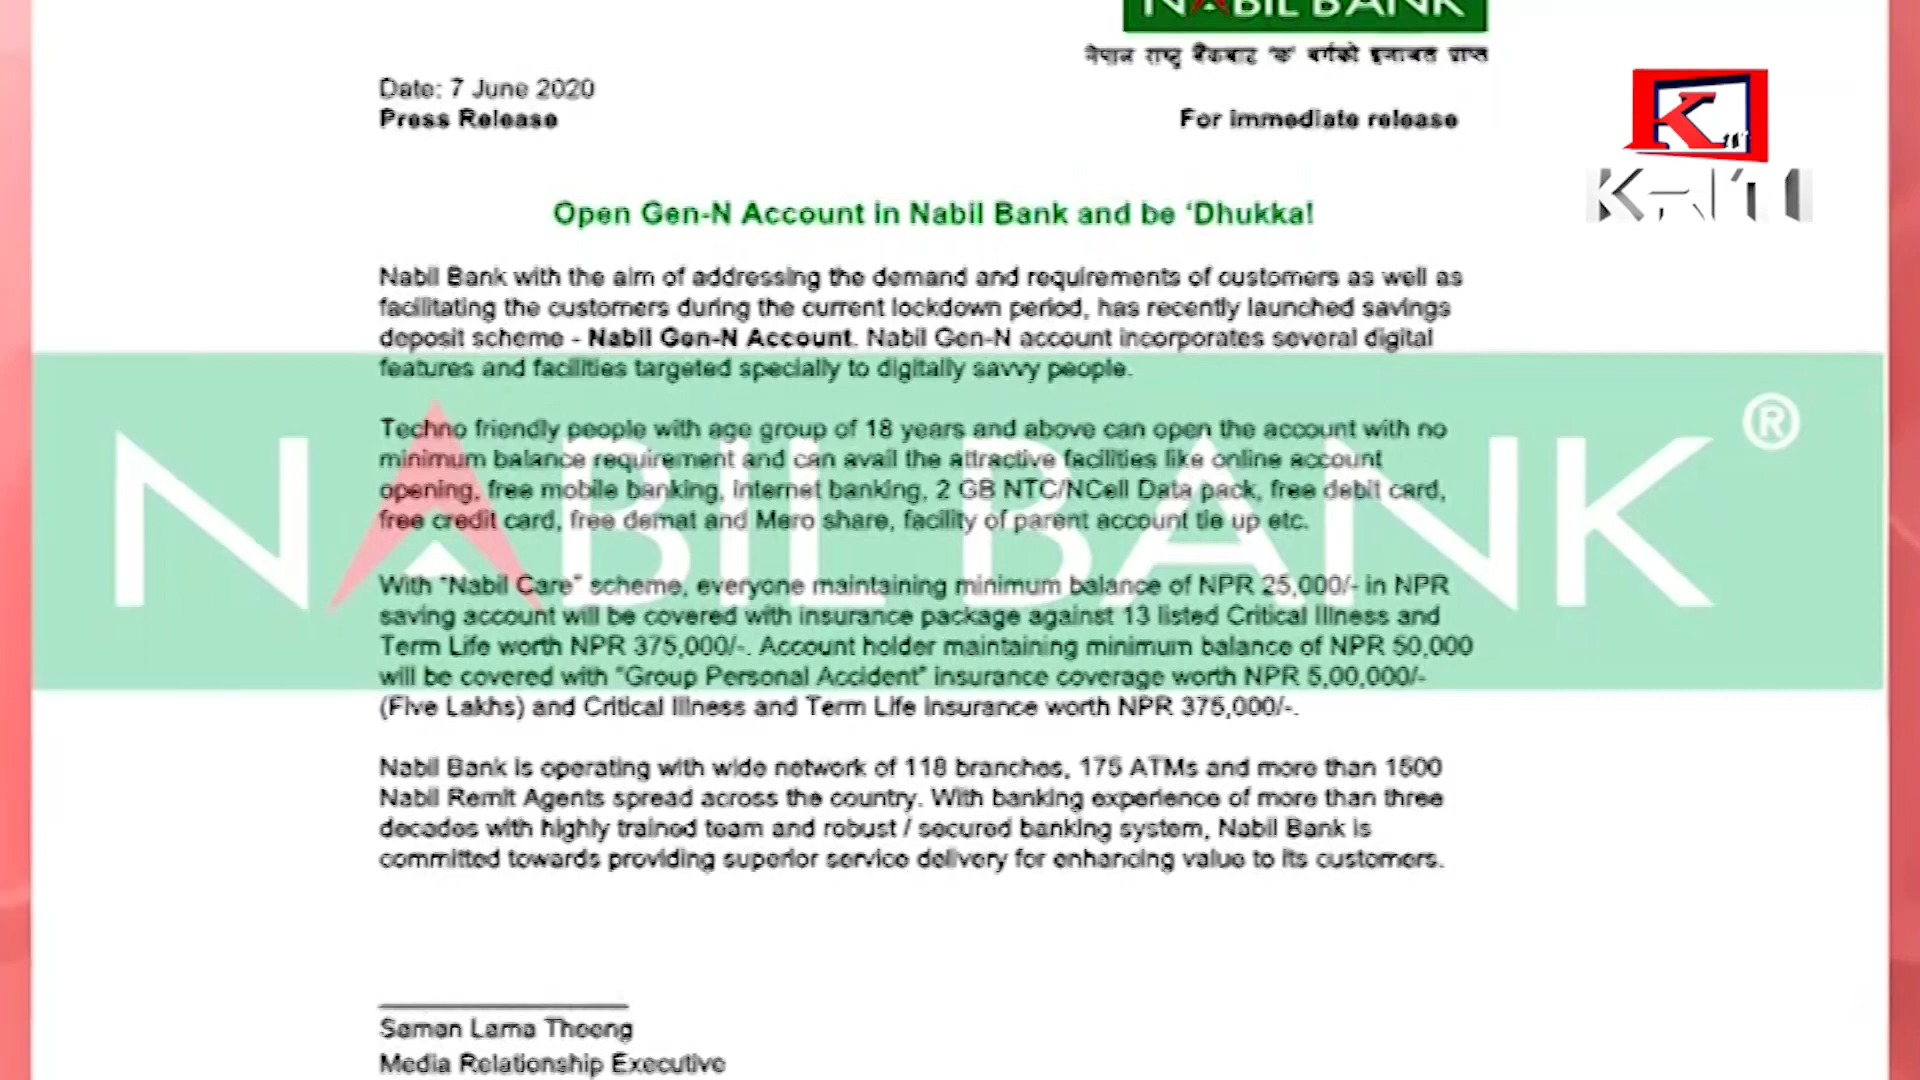 NABIL BANK
नेपाल राष्ट्र बैंकबाट 'क' वर्गको इजाजत प्राप्त
Date: 7 June 2020
Press Release
For immediate release
K TV
KRITI
Open Gen-N Account in Nabil Bank and be ‘Dhukka!
Nabil Bank with the aim of addressing the demand and requirements of customers as well as
facilitating the customers during the current lockdown period, has recently launched savings
deposit scheme - Nabil Gen-N Account. Nabil Gen-N account incorporates several digital
features and facilities targeted specially to digitally savvy people.
Techno friendly people with age group of 18 years and above can open the account with no
minimum balance requirement and can avail the attractive facilities like online account
opening, free mobile banking, internet banking, 2 GB NTC/NCell Data pack, free debit card,
free credit card, free demat and Mero share, facility of parent account tie up etc.
NABIL BANK®
With “Nabil Care” scheme, everyone maintaining minimum balance of NPR 25,000/- in NPR
saving account will be covered with insurance package against 13 listed Critical Illness and
Term Life worth NPR 375,000/-. Account holder maintaining minimum balance of NPR 50,000
will be covered with “Group Personal Accident” insurance coverage worth NPR 5,00,000/-
(Five Lakhs) and Critical Illness and Term Life insurance worth NPR 375,000/-.
Nabil Bank is operating with wide network of 118 branches, 175 ATMs and more than 1500
Nabil Remit Agents spread across the country. With banking experience of more than three
decades with highly trained team and robust / secured banking system, Nabil Bank is
committed towards providing superior service delivery for enhancing value to its customers.
Saman Lama Thoeng
Media Relationship Executive